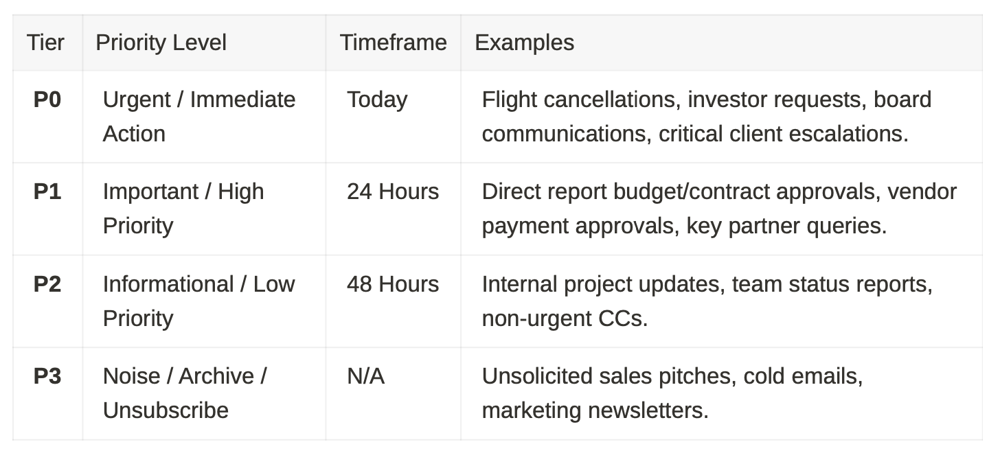 Tier Priority Level Timeframe Examples
P0 Urgent / Immediate Today Flight cancellations, investor requests, board
Action communications, critical client escalations.
P1 Important / High 24 Hours Direct report budget/contract approvals, vendor
Priority payment approvals, key partner queries.
P2 Informational / Low 48 Hours Internal project updates, team status reports,
Priority non-urgent CCs.
P3 Noise / Archive / N/A Unsolicited sales pitches, cold emails,
Unsubscribe marketing newsletters.